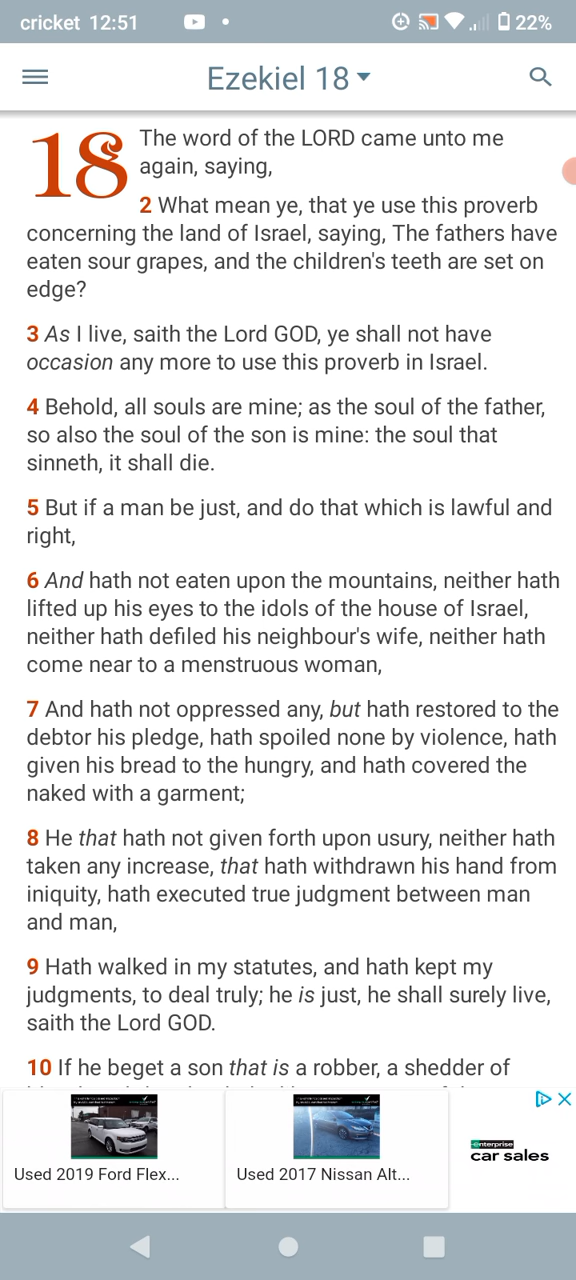 cricket 12:51
22%
Ezekiel 18
18 The word of the LORD came unto me
again, saying,
2 What mean ye, that ye use this proverb
concerning the land of Israel, saying, The fathers have
eaten sour grapes, and the children's teeth are set on
edge?
3 As I live, saith the Lord GOD, ye shall not have
occasion any more to use this proverb in Israel.
4 Behold, all souls are mine; as the soul of the father,
so also the soul of the son is mine: the soul that
sinneth, it shall die.
5 But if a man be just, and do that which is lawful and
right,
6 And hath not eaten upon the mountains, neither hath
lifted up his eyes to the idols of the house of Israel,
neither hath defiled his neighbour's wife, neither hath
come near to a menstruous woman,
7 And hath not oppressed any, but hath restored to the
debtor his pledge, hath spoiled none by violence, hath
given his bread to the hungry, and hath covered the
naked with a garment;
8 He that hath not given forth upon usury, neither hath
taken any increase, that hath withdrawn his hand from
iniquity, hath executed true judgment between man
and man,
9 Hath walked in my statutes, and hath kept my
judgments, to deal truly; he is just, he shall surely live,
saith the Lord GOD.
10 If he beget a son that is a robber, a shedder of
Used 2019 Ford Flex...
Used 2017 Nissan Alt...
enterprise
car sales